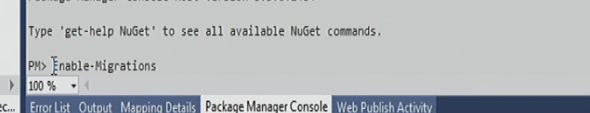 Type 'get-help NuGet' to see all available NuGet commands.
PM> Enable-Migrations
100 %
ec... Error List Output Mapping Details Package Manager Console Web Publish Activity